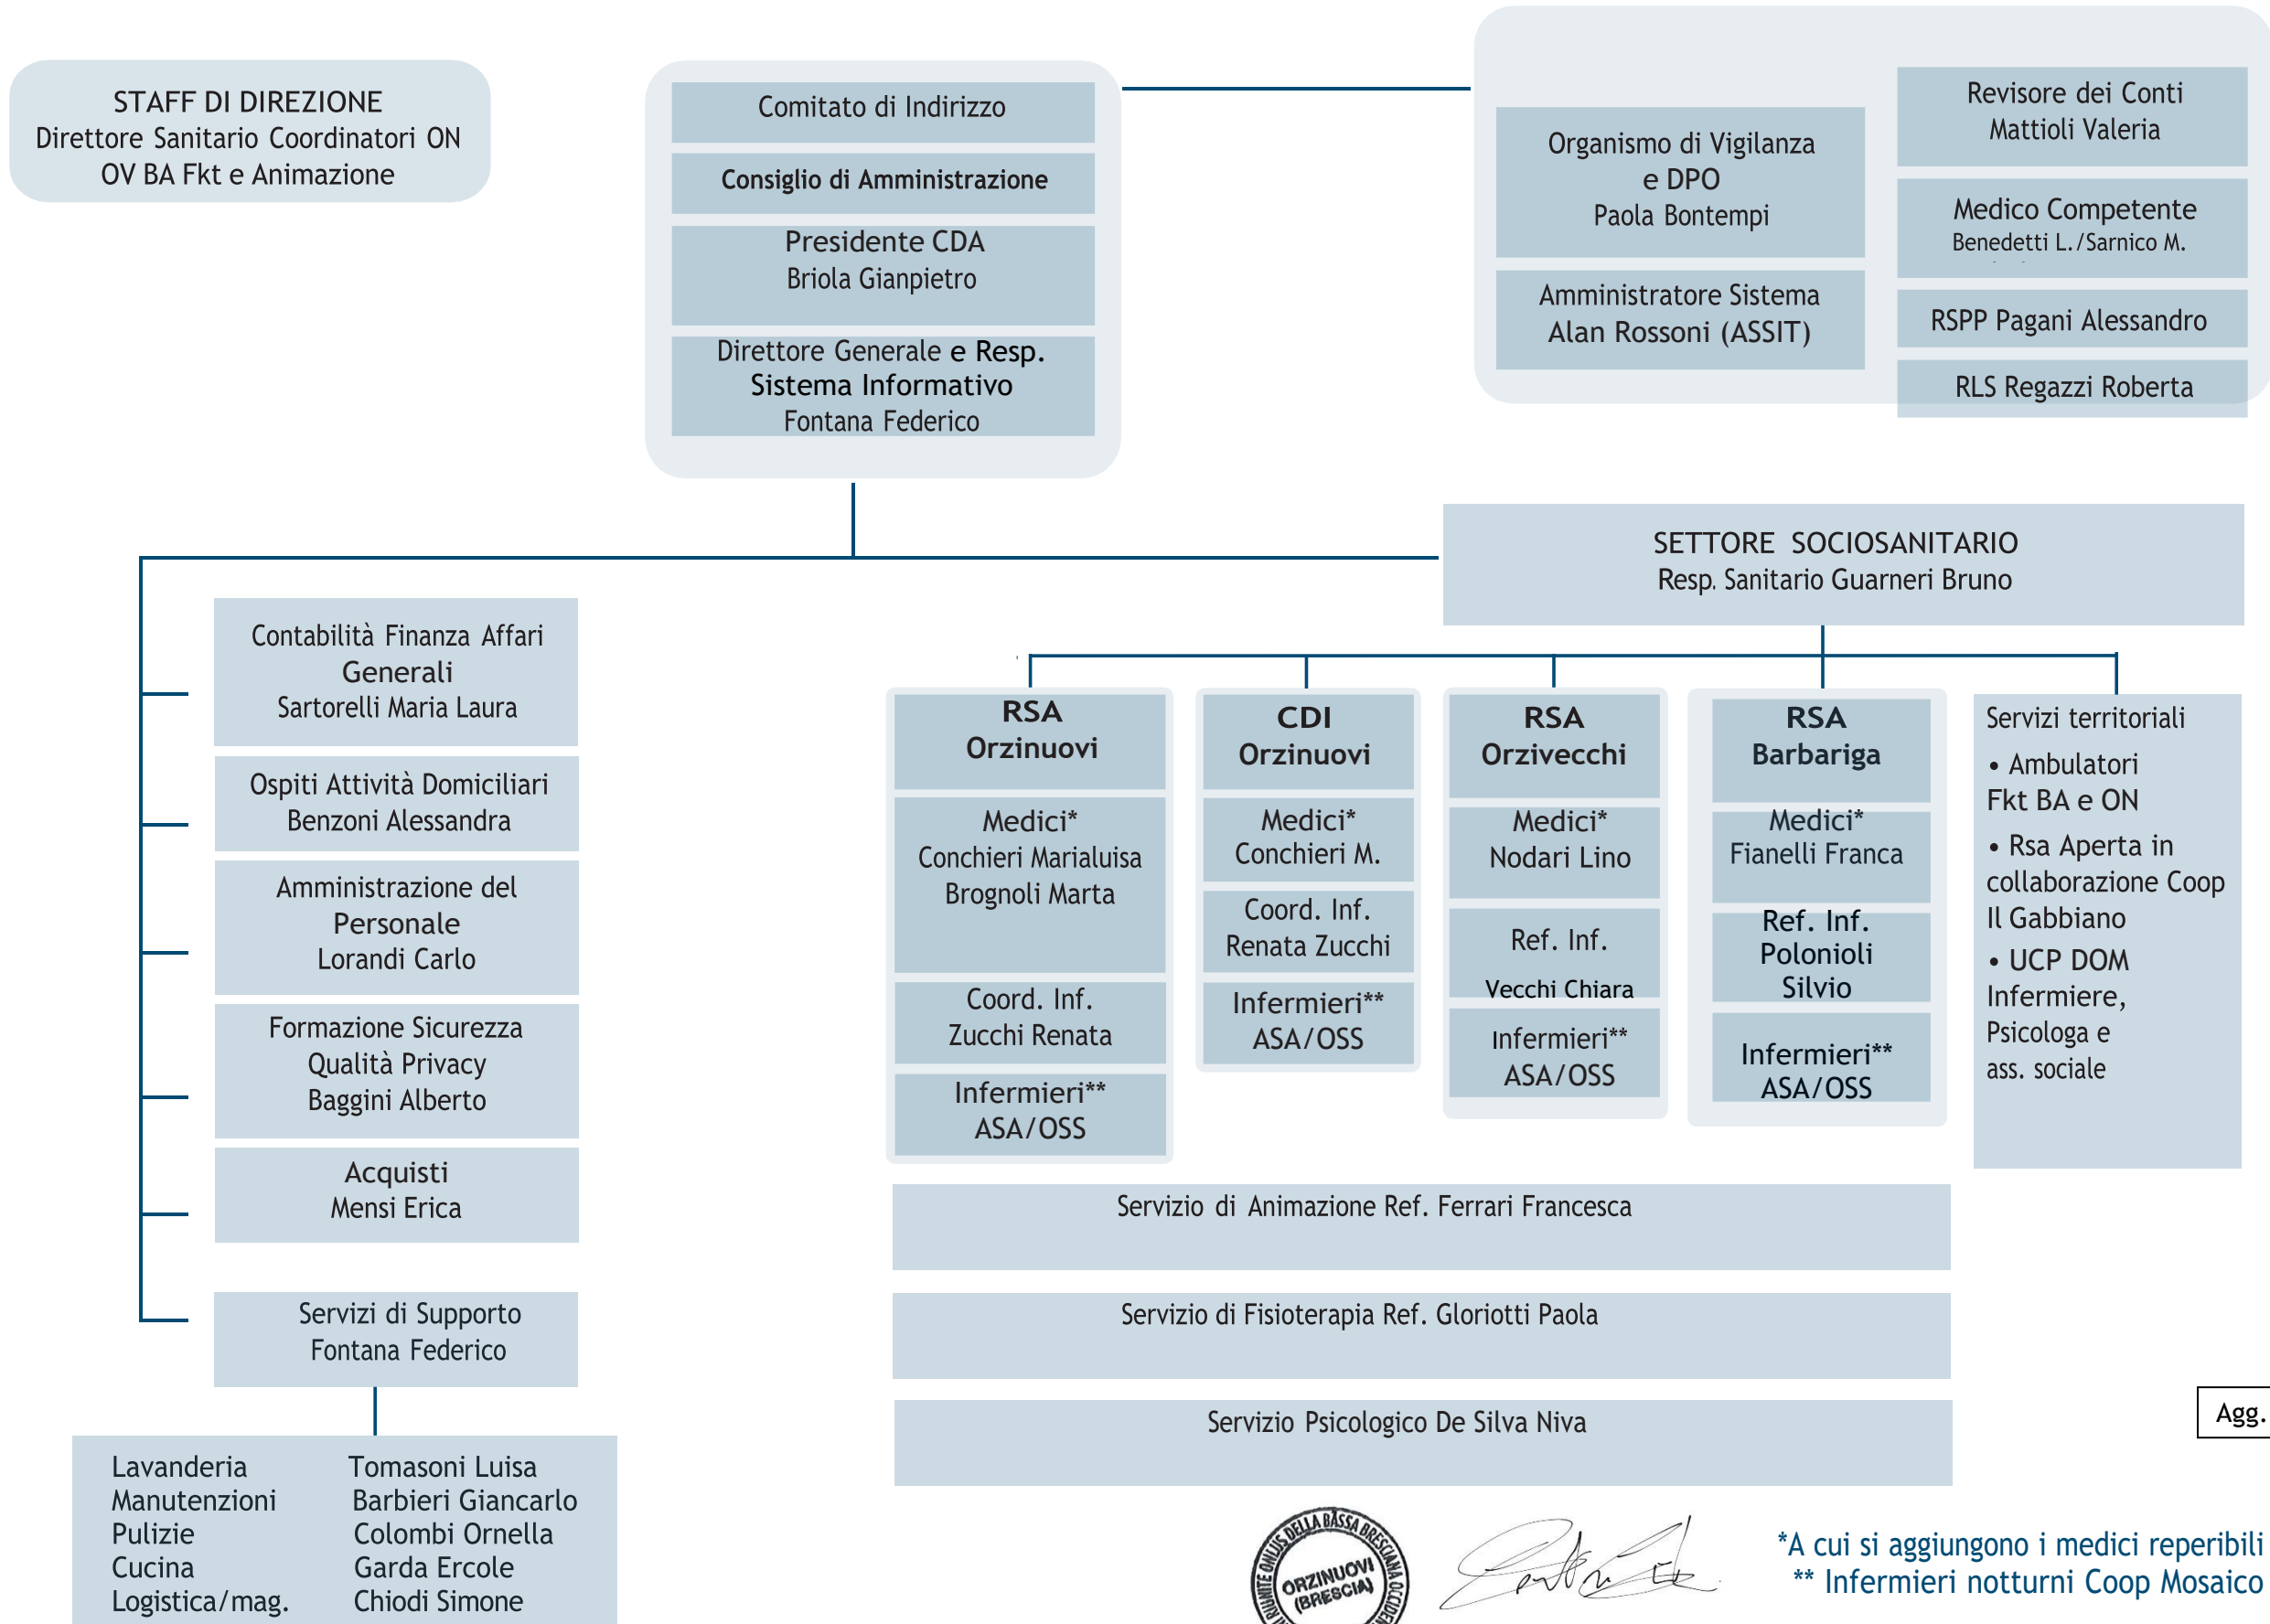 STAFF DI DIREZIONE
Direttore Sanitario Coordinatori ON
OV BA Fkt e Animazione
Comitato di Indirizzo
Consiglio di Amministrazione
Presidente CDA
Briola Gianpietro
Direttore Generale e Resp.
Sistema Informativo
Fontana Federico
Organismo di Vigilanza
e DPO
Paola Bontempi
Amministratore Sistema
Alan Rossoni (ASSIT)
Revisore dei Conti
Mattioli Valeria
Medico Competente
Benedetti L./Sarnico M.
RSPP Pagani Alessandro
RLS Regazzi Roberta
SETTORE SOCIOSANITARIO
Resp. Sanitario Guarneri Bruno
Contabilità Finanza Affari
Generali
Sartorelli Maria Laura
Ospiti Attività Domiciliari
Benzoni Alessandra
Amministrazione del
Personale
Lorandi Carlo
Formazione Sicurezza
Qualità Privacy
Baggini Alberto
Acquisti
Mensi Erica
Servizi di Supporto
Fontana Federico
Lavanderia Tomasoni Luisa
Manutenzioni Barbieri Giancarlo
Pulizie Colombi Ornella
Cucina Garda Ercole
Logistica/mag. Chiodi Simone
RSA
Orzinuovi
Medici*
Conchieri Marialuisa
Brognoli Marta
Coord. Inf.
Zucchi Renata
Infermieri**
ASA/OSS
CDI
Orzinuovi
Medici*
Conchieri M.
Coord. Inf.
Renata Zucchi
Infermieri**
ASA/OSS
RSA
Orzivecchi
Medici*
Nodari Lino
Ref. Inf.
Vecchi Chiara
Infermieri**
ASA/OSS
RSA
Barbariga
Medici*
Fianelli Franca
Ref. Inf.
Polonioli
Silvio
Infermieri**
ASA/OSS
Servizi territoriali
• Ambulatori
Fkt BA e ON
• Rsa Aperta in
collaborazione Coop
Il Gabbiano
• UCP DOM
Infermiere,
Psicologa e
ass. sociale
Servizio di Animazione Ref. Ferrari Francesca
Servizio di Fisioterapia Ref. Gloriotti Paola
Servizio Psicologico De Silva Niva
Agg.
RIUNITE ONLUS DELLA BASSA BRESCIANA
ORZINUOVI
(BRESCIA)
*A cui si aggiungono i medici reperibili
** Infermieri notturni Coop Mosaico